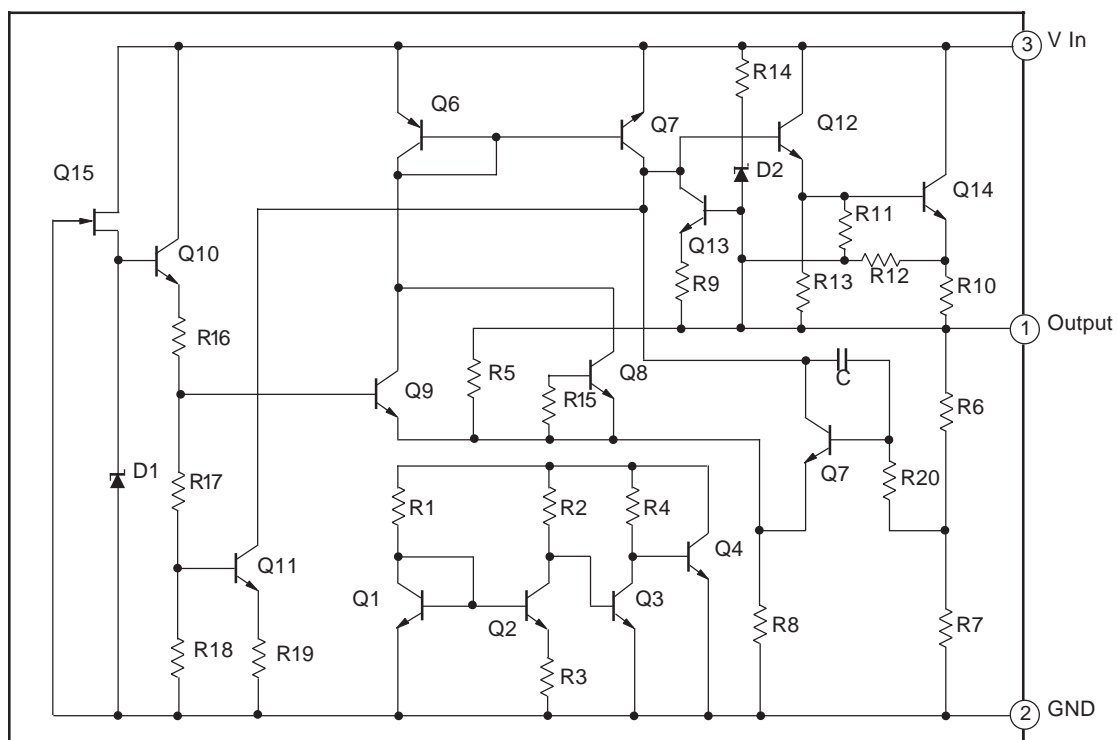 3 V In
R14
Q6
Q7
Q12
Q15
D2
Q14
R11
Q10
Q13
R12
R9
R13
R10
1 Output
R16
R5
Q8
C
Q9
R15
R6
D1
R17
Q7
R20
R1
R2
R4
Q4
Q11
Q1
Q2
Q3
R8
R7
R18
R19
R3
2 GND